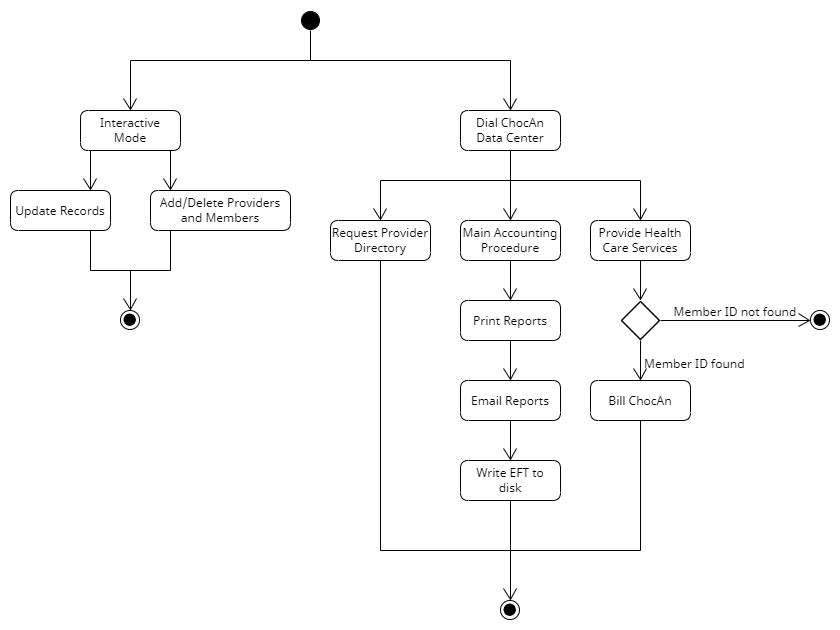 Interactive
Mode
Dial ChocAn
Data Center
Update Records
Add/Delete Providers
and Members
Request Provider
Directory
Main Accounting
Procedure
Provide Health
Care Services
Print Reports
Member ID not found
Member ID found
Email Reports
Bill ChocAn
Write EFT to
disk